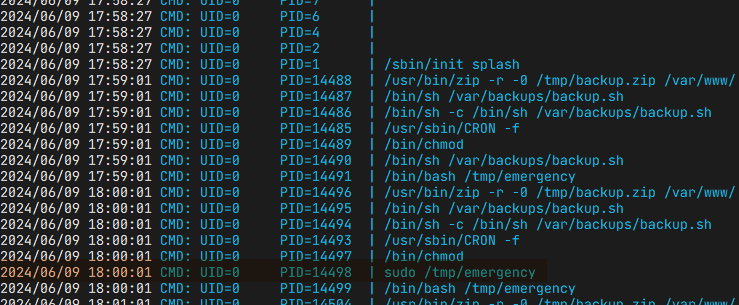 2024/06/09 17:58:27 CMD: UID=0 PID=7 |
2024/06/09 17:58:27 CMD: UID=0 PID=6 |
2024/06/09 17:58:27 CMD: UID=0 PID=4 |
2024/06/09 17:58:27 CMD: UID=0 PID=2 |
2024/06/09 17:58:27 CMD: UID=0 PID=1 | /sbin/init splash
2024/06/09 17:59:01 CMD: UID=0 PID=14488 | /usr/bin/zip -r -0 /tmp/backup.zip /var/www/
2024/06/09 17:59:01 CMD: UID=0 PID=14487 | /bin/sh /var/backups/backup.sh
2024/06/09 17:59:01 CMD: UID=0 PID=14486 | /bin/sh -c /bin/sh /var/backups/backup.sh
2024/06/09 17:59:01 CMD: UID=0 PID=14485 | /usr/sbin/CRON -f
2024/06/09 17:59:01 CMD: UID=0 PID=14489 | /bin/chmod
2024/06/09 17:59:01 CMD: UID=0 PID=14490 | /bin/sh /var/backups/backup.sh
2024/06/09 17:59:01 CMD: UID=0 PID=14491 | /bin/bash /tmp/emergency
2024/06/09 18:00:01 CMD: UID=0 PID=14496 | /usr/bin/zip -r -0 /tmp/backup.zip /var/www/
2024/06/09 18:00:01 CMD: UID=0 PID=14495 | /bin/sh /var/backups/backup.sh
2024/06/09 18:00:01 CMD: UID=0 PID=14494 | /bin/sh -c /bin/sh /var/backups/backup.sh
2024/06/09 18:00:01 CMD: UID=0 PID=14493 | /usr/sbin/CRON -f
2024/06/09 18:00:01 CMD: UID=0 PID=14497 | /bin/chmod
2024/06/09 18:00:01 CMD: UID=0 PID=14498 | sudo /tmp/emergency
2024/06/09 18:00:01 CMD: UID=0 PID=14499 | /bin/bash /tmp/emergency
2024/06/09 18:01:01 CMD: UID=0 PID=14504 | /usr/bin/zip -r -0 /tmp/backup.zip /var/www/